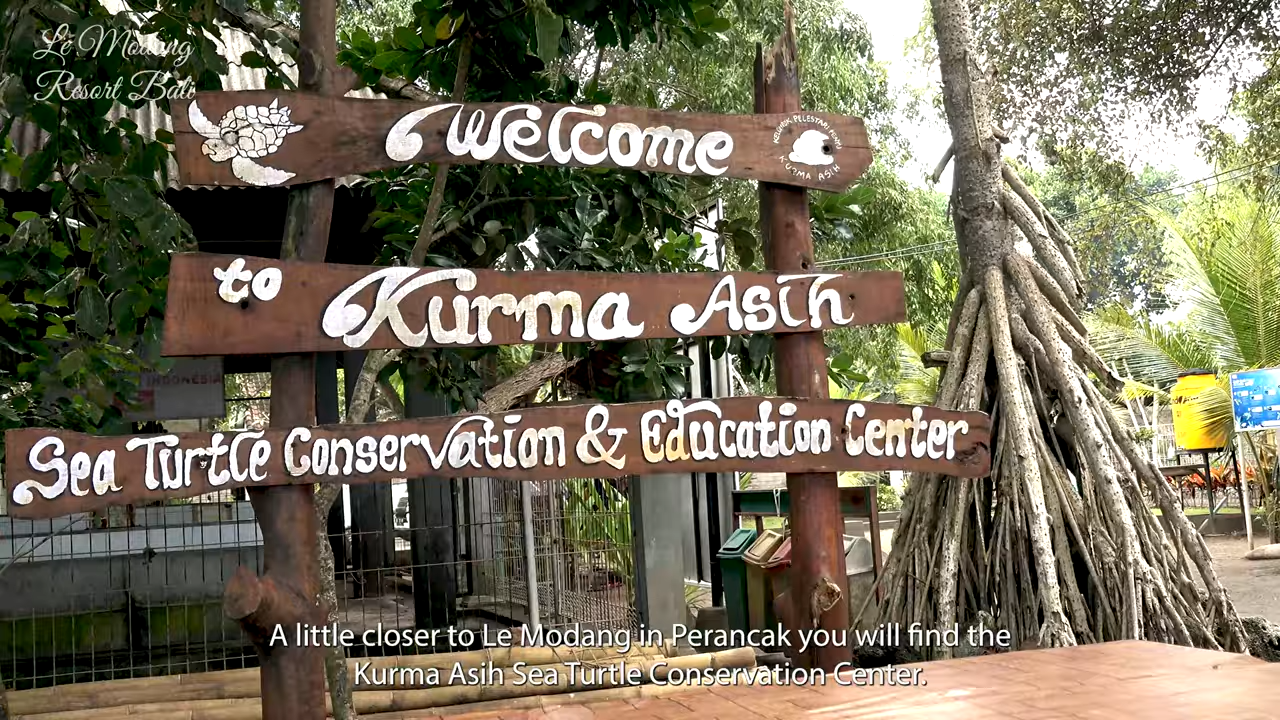 Le Modang
Resort Bali
Welcome
KURMA ASIH
to Kurma Asih
INDONESIA
Sea Turtle Conservation & Education Center
A little closer to Le Modang in Perancak you will find the
Kurma Asih Sea Turtle Conservation Center.